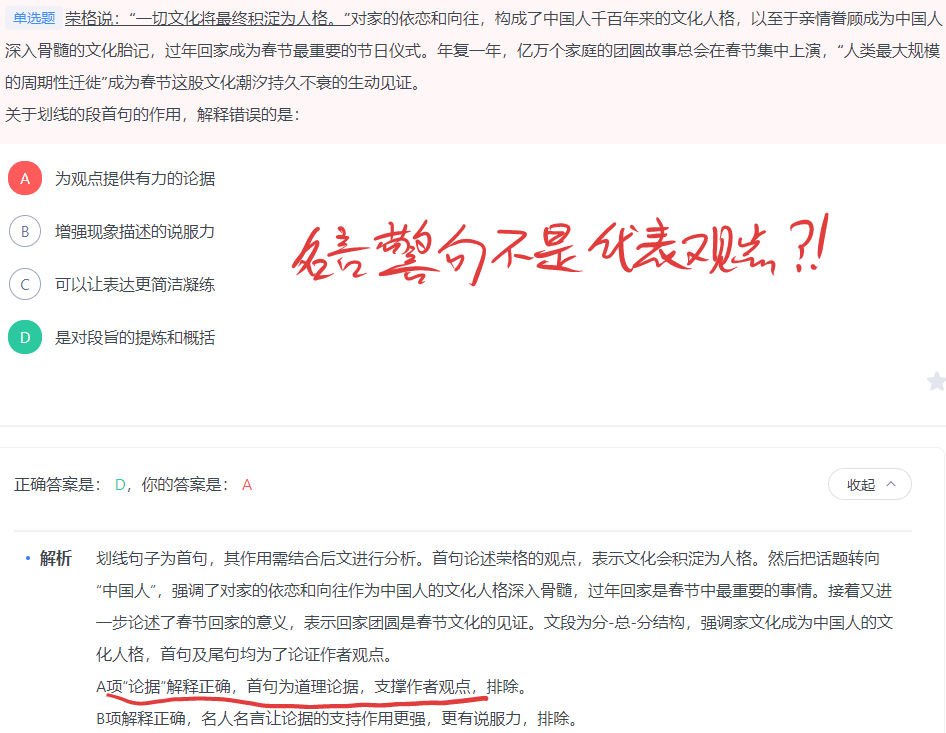 单选题 荣格说：“一切文化将最终积淀为人格。”对家的依恋和向往，构成了中国人千百年来的文化人格，以至于亲情眷顾成为中国人
深入骨髓的文化胎记，过年回家成为春节最重要的节日仪式。年复一年，亿万个家庭的团圆故事总会在春节集中上演，“人类最大规模
的周期性迁徙”成为春节这股文化潮汐持久不衰的生动见证。
关于划线的段首句的作用，解释错误的是：
A 为观点提供有力的论据
B 增强现象描述的说服力
名言警句不是代表观点?!
C 可以让表达更简洁凝练
D 是对段旨的提炼和概括
正确答案是： D，你的答案是： A
收起
解析 划线句子为首句，其作用需结合后文进行分析。首句论述荣格的观点，表示文化会积淀为人格。然后把话题转向
“中国人”，强调了对家的依恋和向往作为中国人的文化人格深入骨髓，过年回家是春节中最重要的事情。接着又进
一步论述了春节回家的意义，表示回家团圆是春节文化的见证。文段为分-总-分结构，强调家文化成为中国人的文
化人格，首句及尾句均为了论证作者观点。
A项“论据”解释正确，首句为道理论据，支撑作者观点，排除。
B项解释正确，名人名言让论据的支持作用更强，更有说服力，排除。